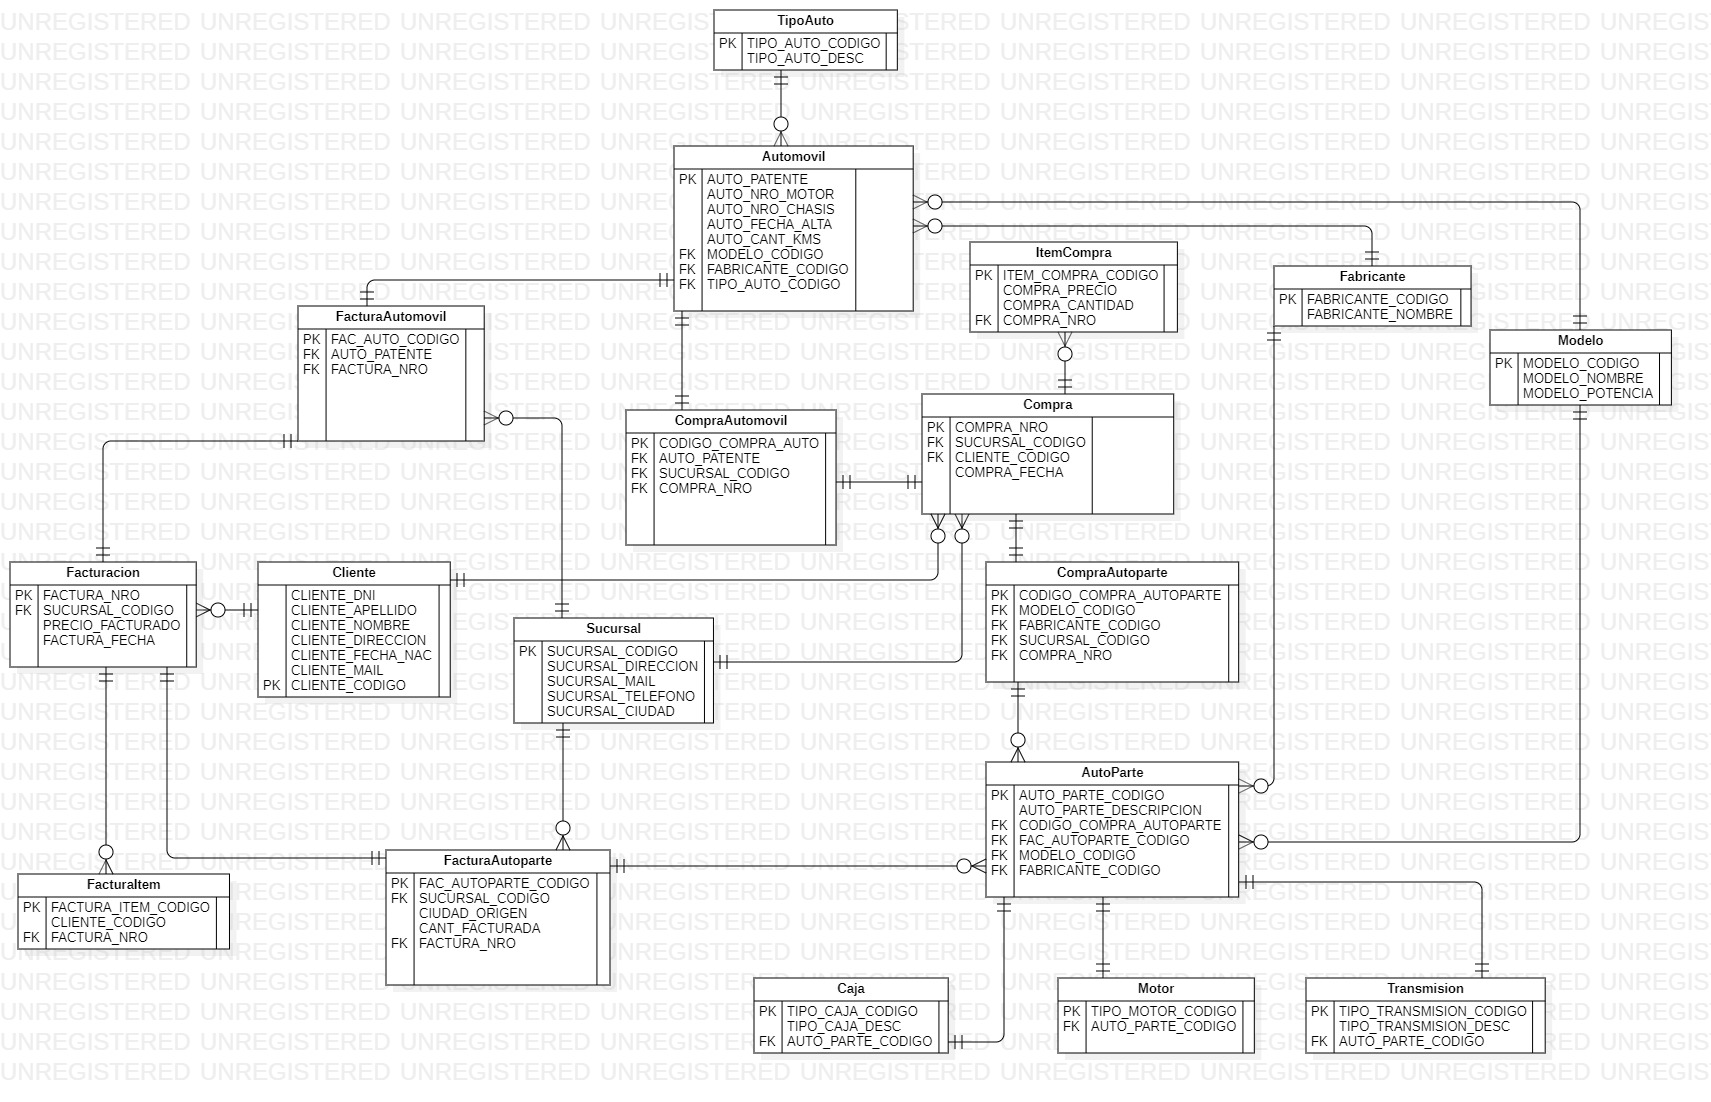 TipoAuto
PK TIPO_AUTO_CODIGO
TIPO_AUTO_DESC
Automovil
PK AUTO_PATENTE
AUTO_NRO_MOTOR
AUTO_NRO_CHASIS
AUTO_FECHA_ALTA
AUTO_CANT_KMS
FK MODELO_CODIGO
FK FABRICANTE_CODIGO
FK TIPO_AUTO_CODIGO
ItemCompra
PK ITEM_COMPRA_CODIGO
COMPRA_PRECIO
COMPRA_CANTIDAD
FK COMPRA_NRO
Fabricante
PK FABRICANTE_CODIGO
FABRICANTE_NOMBRE
Modelo
PK MODELO_CODIGO
MODELO_NOMBRE
MODELO_POTENCIA
FacturaAutomovil
PK FAC_AUTO_CODIGO
FK AUTO_PATENTE
FK FACTURA_NRO
CompraAutomovil
PK CODIGO_COMPRA_AUTO
FK AUTO_PATENTE
FK SUCURSAL_CODIGO
FK COMPRA_NRO
Compra
PK COMPRA_NRO
FK SUCURSAL_CODIGO
FK CLIENTE_CODIGO
COMPRA_FECHA
Facturacion
PK FACTURA_NRO
FK SUCURSAL_CODIGO
PRECIO_FACTURADO
FACTURA_FECHA
Cliente
CLIENTE_DNI
CLIENTE_APELLIDO
CLIENTE_NOMBRE
CLIENTE_DIRECCION
CLIENTE_FECHA_NAC
CLIENTE_MAIL
PK CLIENTE_CODIGO
Sucursal
PK SUCURSAL_CODIGO
SUCURSAL_DIRECCION
SUCURSAL_MAIL
SUCURSAL_TELEFONO
SUCURSAL_CIUDAD
CompraAutoparte
PK CODIGO_COMPRA_AUTOPARTE
FK MODELO_CODIGO
FK FABRICANTE_CODIGO
FK SUCURSAL_CODIGO
FK COMPRA_NRO
AutoParte
PK AUTO_PARTE_CODIGO
AUTO_PARTE_DESCRIPCION
FK CODIGO_COMPRA_AUTOPARTE
FK FAC_AUTOPARTE_CODIGO
FK MODELO_CODIGO
FK FABRICANTE_CODIGO
FacturaItem
PK FACTURA_ITEM_CODIGO
CLIENTE_CODIGO
FK FACTURA_NRO
FacturaAutoparte
PK FAC_AUTOPARTE_CODIGO
FK SUCURSAL_CODIGO
CIUDAD_ORIGEN
CANT_FACTURADA
FK FACTURA_NRO
Caja
PK TIPO_CAJA_CODIGO
TIPO_CAJA_DESC
FK AUTO_PARTE_CODIGO
Motor
PK TIPO_MOTOR_CODIGO
FK AUTO_PARTE_CODIGO
Transmision
PK TIPO_TRANSMISION_CODIGO
TIPO_TRANSMISION_DESC
FK AUTO_PARTE_CODIGO
UNREGISTERED